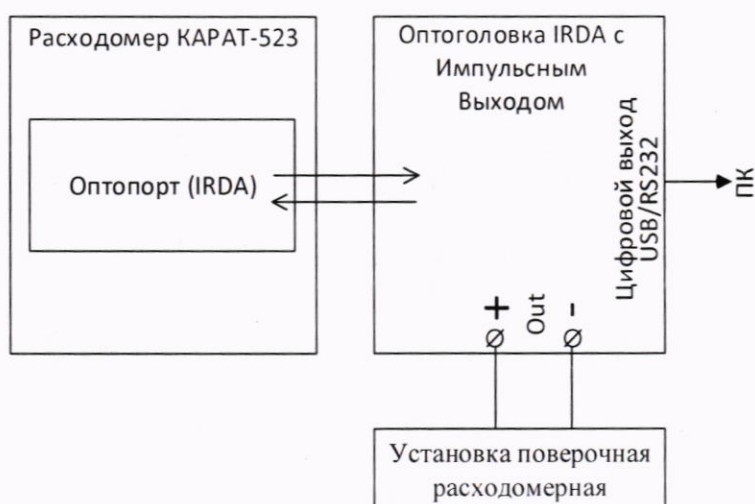 Расходомер КАРАТ-523
Оптопорт (IRDA)
Оптоголовка IRDA с
Импульсным
Выходом
Цифровой выход
USB/RS232
ПК
+
Out
-
Установка поверочная
расходомерная